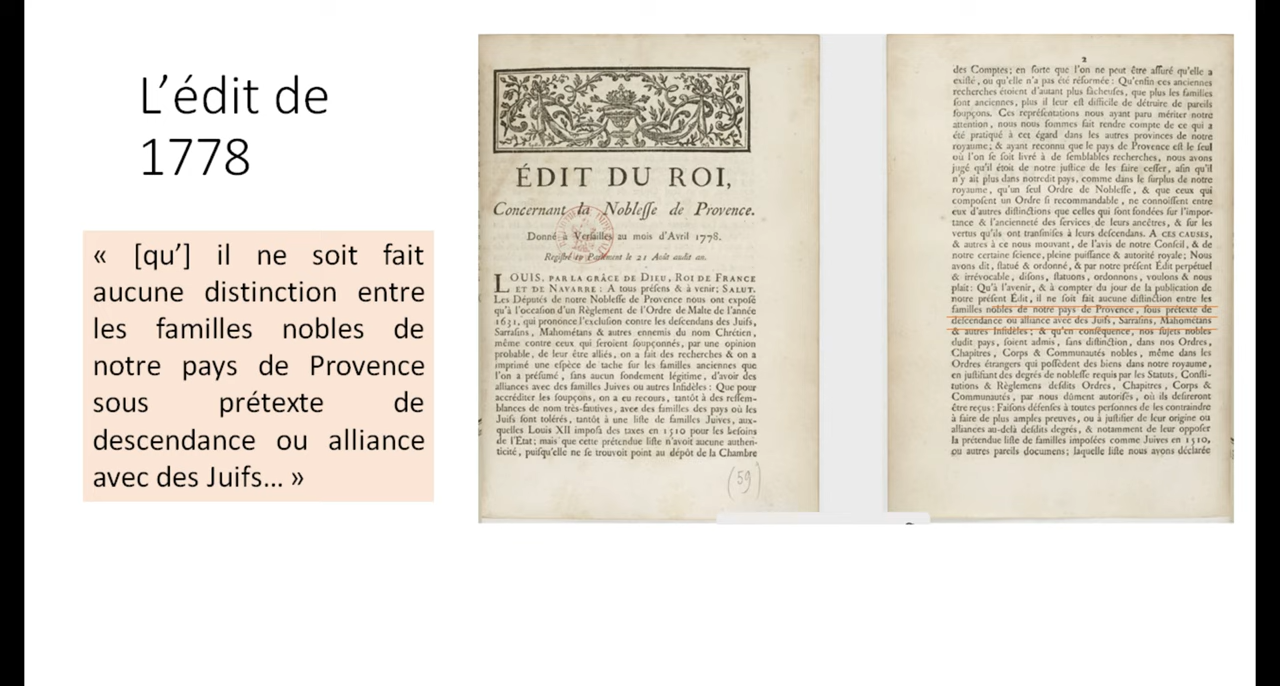 L’édit de
1778
« [qu’] il ne soit fait
aucune distinction entre
les familles nobles de
notre pays de Provence
sous prétexte de
descendance ou alliance
avec des Juifs… »
ÉDIT DU ROI,
Concernant la Nobleſſe de Provence.
Donné à Verſailles au mois d’Avril 1778.
Regiſtré en Parlement le 21 Août audit an.
LOUIS, PAR LA GRÂCE DE DIEU, ROI DE FRANCE
ET DE NAVARRE : A tous préſens & à venir; SALUT.
Les Députés de notre Nobleſſe de Provence nous ont expoſé
qu’à l’occaſion d’un Règlement de l’Ordre de Malte de l’année
1631, qui prononce l’excluſion contre les deſcendans des Juifs,
Sarraſins, Mahométans & autres ennemis du nom Chrétien,
même contre ceux qui ſeroient ſoupçonnés, par une opinion
probable, de leur être alliés, on a fait des recherches & on a
imprimé une eſpèce de tache ſur les familles anciennes que
l’on a préſumé, ſans aucun fondement légitime, d’avoir des
alliances avec des familles Juives ou autres Infidèles : Que pour
accréditer les ſoupçons, on a eu recours, tantôt à des reſſem-
blances de nom très-fautives, avec des familles des pays où les
Juifs ſont tolérés, tantôt à une liſte de familles Juives, aux-
quelles Louis XII impoſa des taxes en 1510 pour les beſoins
de l’État; mais que cette prétendue liſte n’avoit aucune authen-
ticité, puiſqu’elle ne ſe trouvoit point au dépôt de la Chambre
(59)
2
des Comptes; en ſorte que l’on ne peut être aſſuré qu’elle a
exiſté, ou qu’elle n’a pas été réformée : Qu’enfin ces anciennes
recherches étoient d’autant plus fâcheuſes, que plus les familles
ſont anciennes, plus il leur eſt difficile de détruire de pareils
ſoupçons. Ces repréſentations nous ayant paru mériter notre
attention, nous nous ſommes fait rendre compte de ce qui a
été pratiqué à cet égard dans les autres provinces de notre
royaume; & ayant reconnu que le pays de Provence eſt le ſeul
où l’on ſe ſoit livré à de ſemblables recherches, nous avons
jugé qu’il étoit de notre juſtice de les faire ceſſer, afin qu’il
n’y ait plus dans notredit pays, comme dans le ſurplus de notre
royaume, qu’un ſeul Ordre de Nobleſſe, & que ceux qui
compoſent un Ordre ſi recommandable, ne connoiſſent entre
eux d’autres diſtinctions que celles qui ſont fondées ſur l’impor-
tance & l’ancienneté des ſervices de leurs ancêtres, & ſur les
vertus qu’ils ont tranſmiſes à leurs deſcendans. A CES CAUSES,
& autres à ce nous mouvant, de l’avis de notre Conſeil, & de
notre certaine ſcience, pleine puiſſance & autorité royale; Nous
avons dit, ſtatué & ordonné, & par notre préſent Édit perpétuel
& irrévocable, diſons, ſtatuons, ordonnons, voulons & nous
plaît : Qu’à l’avenir, & à compter du jour de la publication de
notre préſent Édit, il ne ſoit fait aucune diſtinction entre les
familles nobles de notre pays de Provence, ſous prétexte de
deſcendance ou alliance avec des Juifs, Sarraſins, Mahométans
& autres Infidèles; & qu’en conſéquence, nos ſujets nobles
dudit pays, ſoient admis, ſans diſtinction, dans nos Ordres,
Chapitres, Corps & Communautés nobles, même dans les
Ordres étrangers qui poſſèdent des biens dans notre royaume,
en juſtifiant des degrés de nobleſſe requis par les Statuts, Conſti-
tutions & Règlemens deſdits Ordres, Chapitres, Corps &
Communautés, par nous dûment autoriſés, où ils deſireront
être reçus : Faiſons défenſes à toutes perſonnes de les contraindre
à faire de plus amples preuves, ou à juſtifier de leur origine ou
alliances au-delà deſdits degrés, & notamment de leur oppoſer
la prétendue liſte de familles impoſées comme Juives en 1510,
ou autres pareils documens; laquelle liſte nous avons déclarée